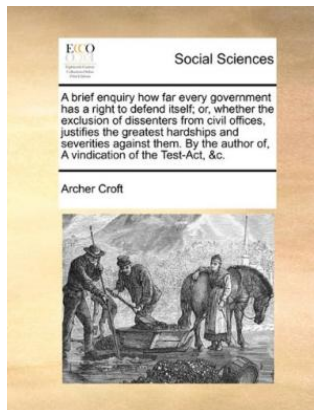 ECCO
Social Sciences
A brief enquiry how far every government
has a right to defend itself; or, whether the
exclusion of dissenters from civil offices,
justifies the greatest hardships and
severities against them. By the author of,
A vindication of the Test-Act, &c.
Archer Croft